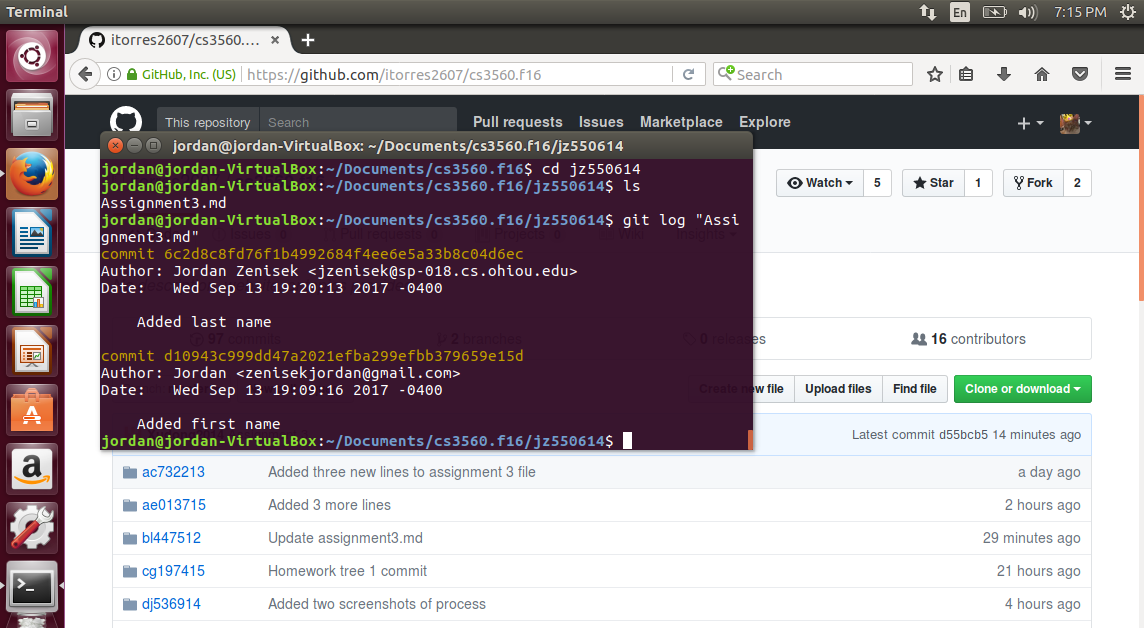 Terminal
En
7:15 PM
itorres2607/cs3560....
GitHub, Inc. (US)
https://github.com/itorres2607/cs3560.f16
Search
This repository
Search
Pull requests
Issues
Marketplace
Explore
jordan@jordan-VirtualBox: ~/Documents/cs3560.f16/jz550614
jordan@jordan-VirtualBox:~/Documents/cs3560.f16$ cd jz550614
jordan@jordan-VirtualBox:~/Documents/cs3560.f16/jz550614$ ls
Assignment3.md
jordan@jordan-VirtualBox:~/Documents/cs3560.f16/jz550614$ git log "Assi
gnment3.md"
commit 6c2d8c8fd76f1b4992684f4ee6e5a33b8c04d6ec
Author: Jordan Zenisek <jzenisek@sp-018.cs.ohiou.edu>
Date:   Wed Sep 13 19:20:13 2017 -0400
Added last name
commit d10943c999dd47a2021efba299efbb379659e15d
Author: Jordan <zenisekjordan@gmail.com>
Date:   Wed Sep 13 19:09:16 2017 -0400
Added first name
jordan@jordan-VirtualBox:~/Documents/cs3560.f16/jz550614$
Watch 5
Star 1
Fork 2
97 commits
2 branches
0 releases
16 contributors
Create new file
Upload files
Find file
Clone or download
Latest commit d55bcb5 14 minutes ago
ac732213 Added three new lines to assignment 3 file a day ago
ae013715 Added 3 more lines 2 hours ago
bl447512 Update assignment3.md 29 minutes ago
cg197415 Homework tree 1 commit 21 hours ago
dj536914 Added two screenshots of process 4 hours ago